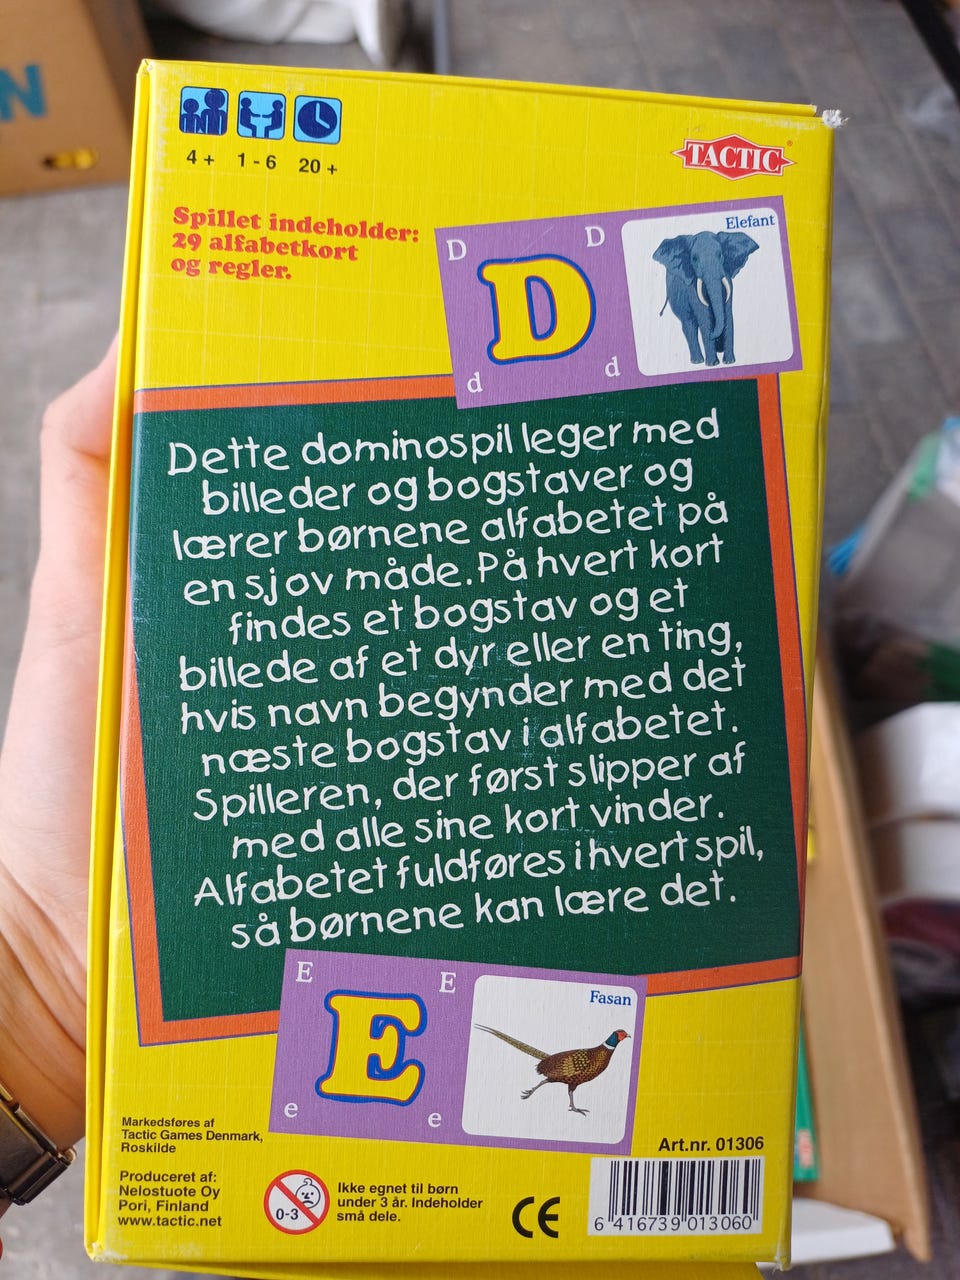 4+ 1-6 20+
TACTIC®
Spillet indeholder:
29 alfabetkort
og regler.
D D
D
d d
Elefant
Dette dominospil leger med
billeder og bogstaver og
lærer børnene alfabetet på
en sjov måde. På hvert kort
findes et bogstav og et
billede af et dyr eller en ting,
hvis navn begynder med det
næste bogstav i alfabetet.
Spilleren, der først slipper af
med alle sine kort vinder.
Alfabetet fuldføres i hvert spil,
så børnene kan lære det.
E E
E
e e
Fasan
Markedsføres af
Tactic Games Denmark,
Roskilde
Produceret af:
Nelostuote Oy
Pori, Finland
www.tactic.net
0-3
Ikke egnet til børn
under 3 år. Indeholder
små dele.
CE
Art.nr. 01306
6 416739 013060
N